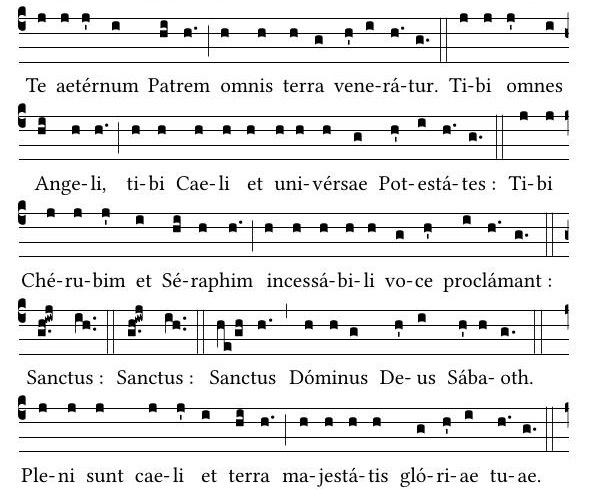 Te aetérnum Patrem omnis terra vene-rá-tur. Ti-bi omnes
Ange-li, ti-bi Cae-li et uni-vérsae Pot-está-tes : Ti-bi
Ché-ru-bim et Sé-raphim incessá-bi-li vo-ce proclámant :
Sanctus : Sanctus : Sanctus Dóminus De-us Sába-oth.
Ple-ni sunt cae-li et terra ma-jestá-tis gló-ri-ae tu-ae.